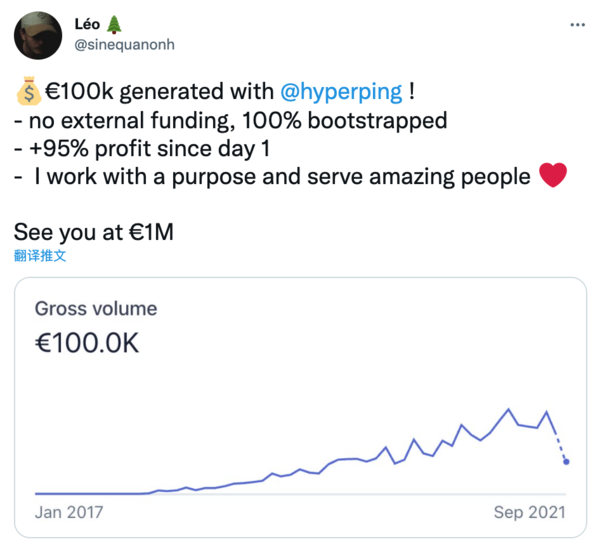 Léo 🎄
@sinequanonh
💰€100k generated with @hyperping !
- no external funding, 100% bootstrapped
- +95% profit since day 1
- I work with a purpose and serve amazing people ❤️
See you at €1M
翻译推文
Gross volume
€100.0K
Jan 2017
Sep 2021